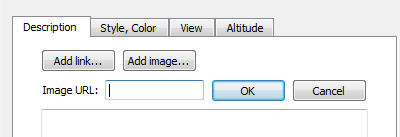 Description Style, Color View Altitude
Add link... Add image...
Image URL: OK Cancel